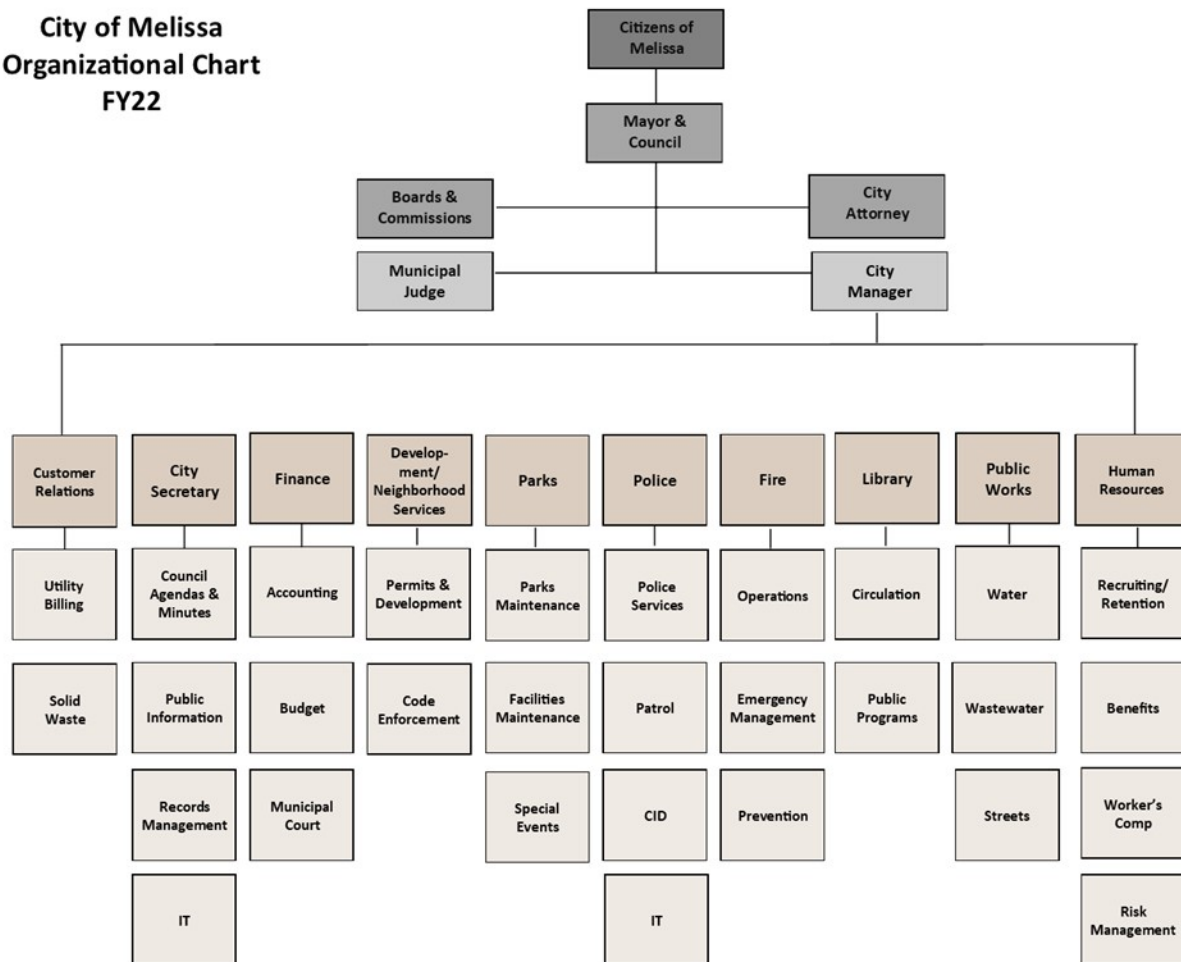 City of Melissa
Organizational Chart
FY22
Citizens of
Melissa
Mayor &
Council
Boards &
Commissions
City
Attorney
Municipal
Judge
City
Manager
Customer
Relations
City
Secretary
Finance
Develop-
ment/
Neighborhood
Services
Parks
Police
Fire
Library
Public
Works
Human
Resources
Utility
Billing
Council
Agendas &
Minutes
Accounting
Permits &
Development
Parks
Maintenance
Police
Services
Operations
Circulation
Water
Recruiting/
Retention
Solid
Waste
Public
Information
Budget
Code
Enforcement
Facilities
Maintenance
Patrol
Emergency
Management
Public
Programs
Wastewater
Benefits
Records
Management
Municipal
Court
Special
Events
CID
Prevention
Streets
Worker's
Comp
IT
IT
Risk
Management